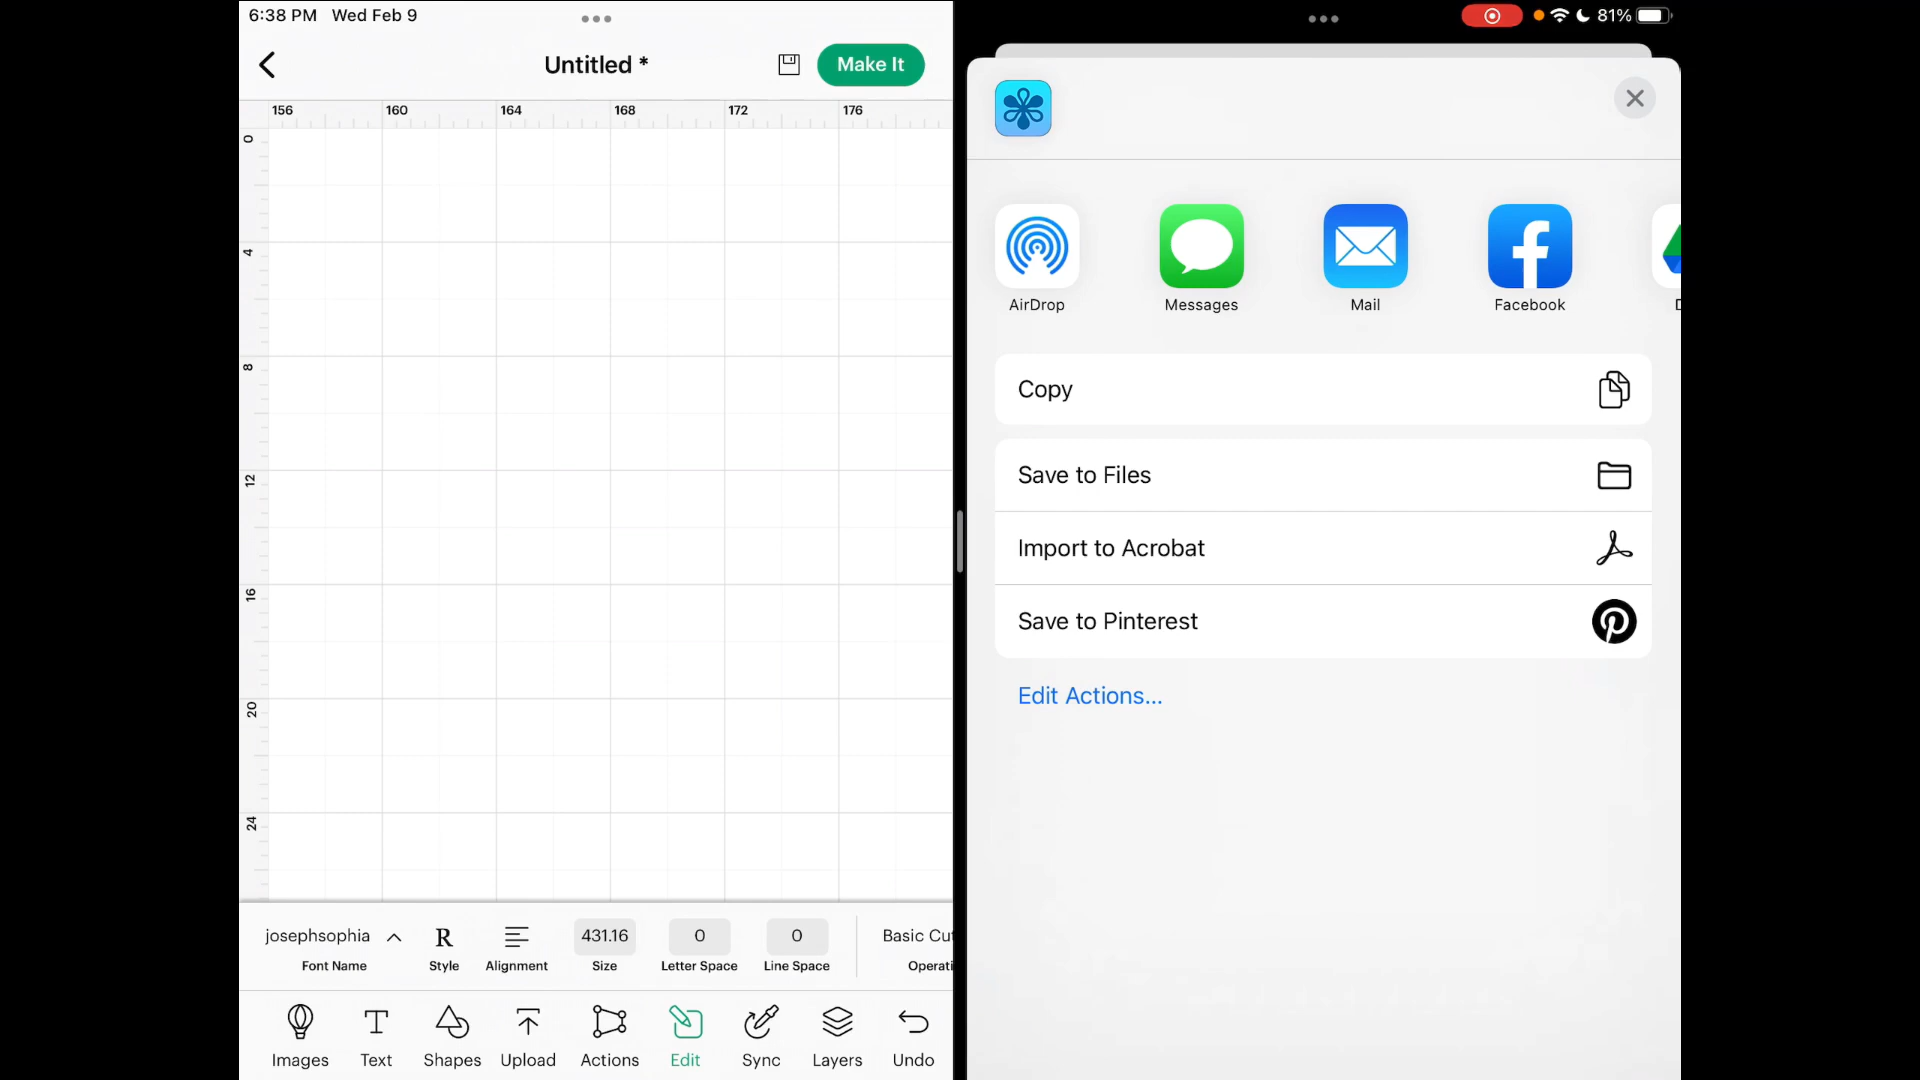 6:38 PM Wed Feb 9
Untitled *
Make It
156 160 164 168 172 176
0
4
8
12
16
20
24
josephsophia
R
431.16
0
0
Basic Cu
Font Name
Style
Alignment
Size
Letter Space
Line Space
Operati
Images
Text
Shapes
Upload
Actions
Edit
Sync
Layers
Undo
81%
AirDrop
Messages
Mail
Facebook
Copy
Save to Files
Import to Acrobat
Save to Pinterest
Edit Actions...